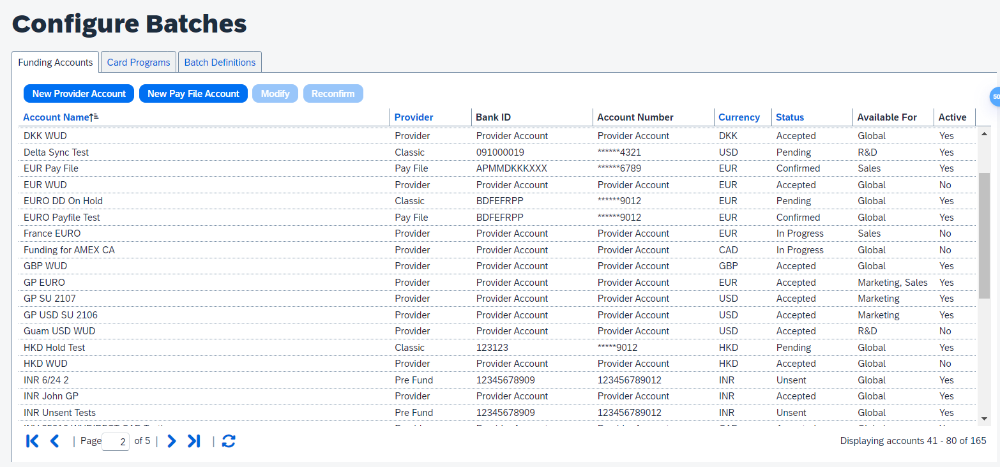 Configure Batches
Funding Accounts Card Programs Batch Definitions
New Provider Account New Pay File Account Modify Reconfirm
50
Account Name Provider Bank ID Account Number Currency Status Available For Active
DKK WUD Provider Provider Account Provider Account DKK Accepted Global Yes
Delta Sync Test Classic 091000019 ******4321 USD Pending R&D Yes
EUR Pay File Pay File APMMDKKKXXX ******6789 EUR Confirmed Sales Yes
EUR WUD Provider Provider Account Provider Account EUR Accepted Global No
EURO DD On Hold Classic BDFEFRPP ******9012 EUR Pending Global Yes
EURO Payfile Test Pay File BDFEFRPP ******9012 EUR Confirmed Global Yes
France EURO Provider Provider Account Provider Account EUR In Progress Sales No
Funding for AMEX CA Provider Provider Account Provider Account CAD In Progress Global No
GBP WUD Provider Provider Account Provider Account GBP Accepted Global Yes
GP EURO Provider Provider Account Provider Account EUR Accepted Marketing, Sales Yes
GP SU 2107 Provider Provider Account Provider Account USD Accepted Marketing Yes
GP USD SU 2106 Provider Provider Account Provider Account USD Accepted Marketing Yes
Guam USD WUD Provider Provider Account Provider Account USD Accepted R&D No
HKD Hold Test Classic 123123 *****9012 HKD Pending Global Yes
HKD WUD Provider Provider Account Provider Account HKD Accepted Global No
INR 6/24 2 Pre Fund 12345678909 123456789012 INR Unsent Global Yes
INR John GP Provider Provider Account Provider Account INR Accepted Global Yes
INR Unsent Tests Pre Fund 12345678909 123456789012 INR Unsent Global Yes
| Page 2 of 5 | | Displaying accounts 41 - 80 of 165